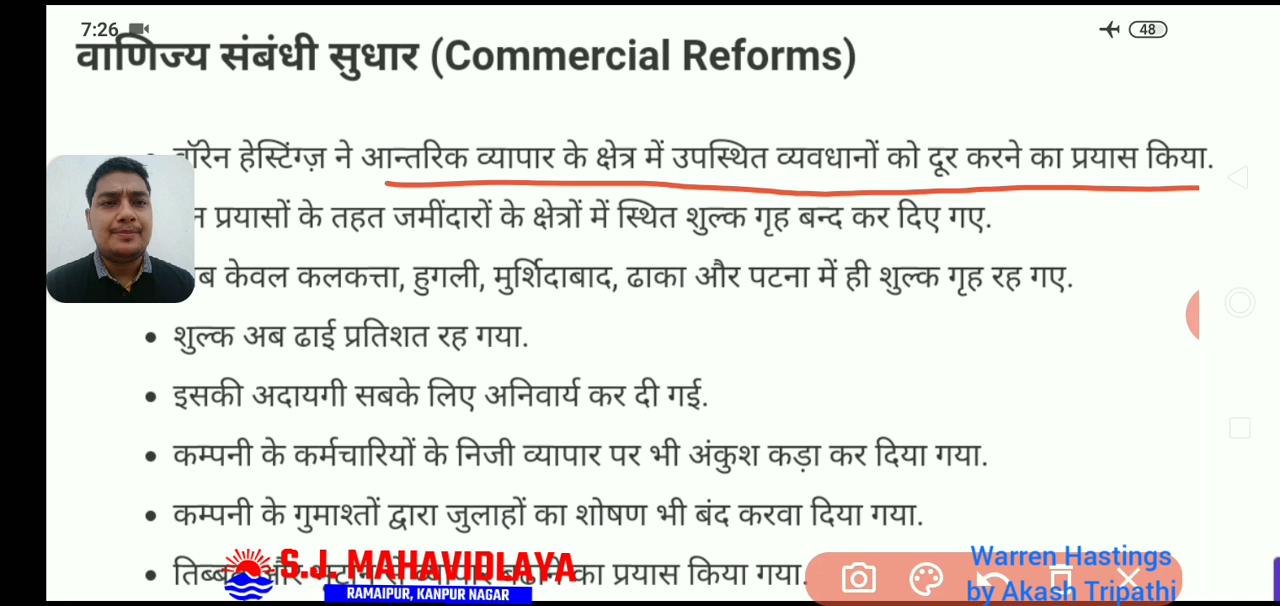 7:26
48
वाणिज्य संबंधी सुधार (Commercial Reforms)
वॉरेन हेस्टिंग्ज़ ने आन्तरिक व्यापार के क्षेत्र में उपस्थित व्यवधानों को दूर करने का प्रयास किया.
प्रयासों के तहत जमींदारों के क्षेत्रों में स्थित शुल्क गृह बन्द कर दिए गए.
केवल कलकत्ता, हुगली, मुर्शिदाबाद, ढाका और पटना में ही शुल्क गृह रह गए.
• शुल्क अब ढाई प्रतिशत रह गया.
• इसकी अदायगी सबके लिए अनिवार्य कर दी गई.
• कम्पनी के कर्मचारियों के निजी व्यापार पर भी अंकुश कड़ा कर दिया गया.
• कम्पनी के गुमाश्तों द्वारा जुलाहों का शोषण भी बंद करवा दिया गया.
• का प्रयास किया गया.
S.J. MAHAVIDLAYA
RAMAIPUR, KANPUR NAGAR
Warren Hastings
by Akash Tripathi